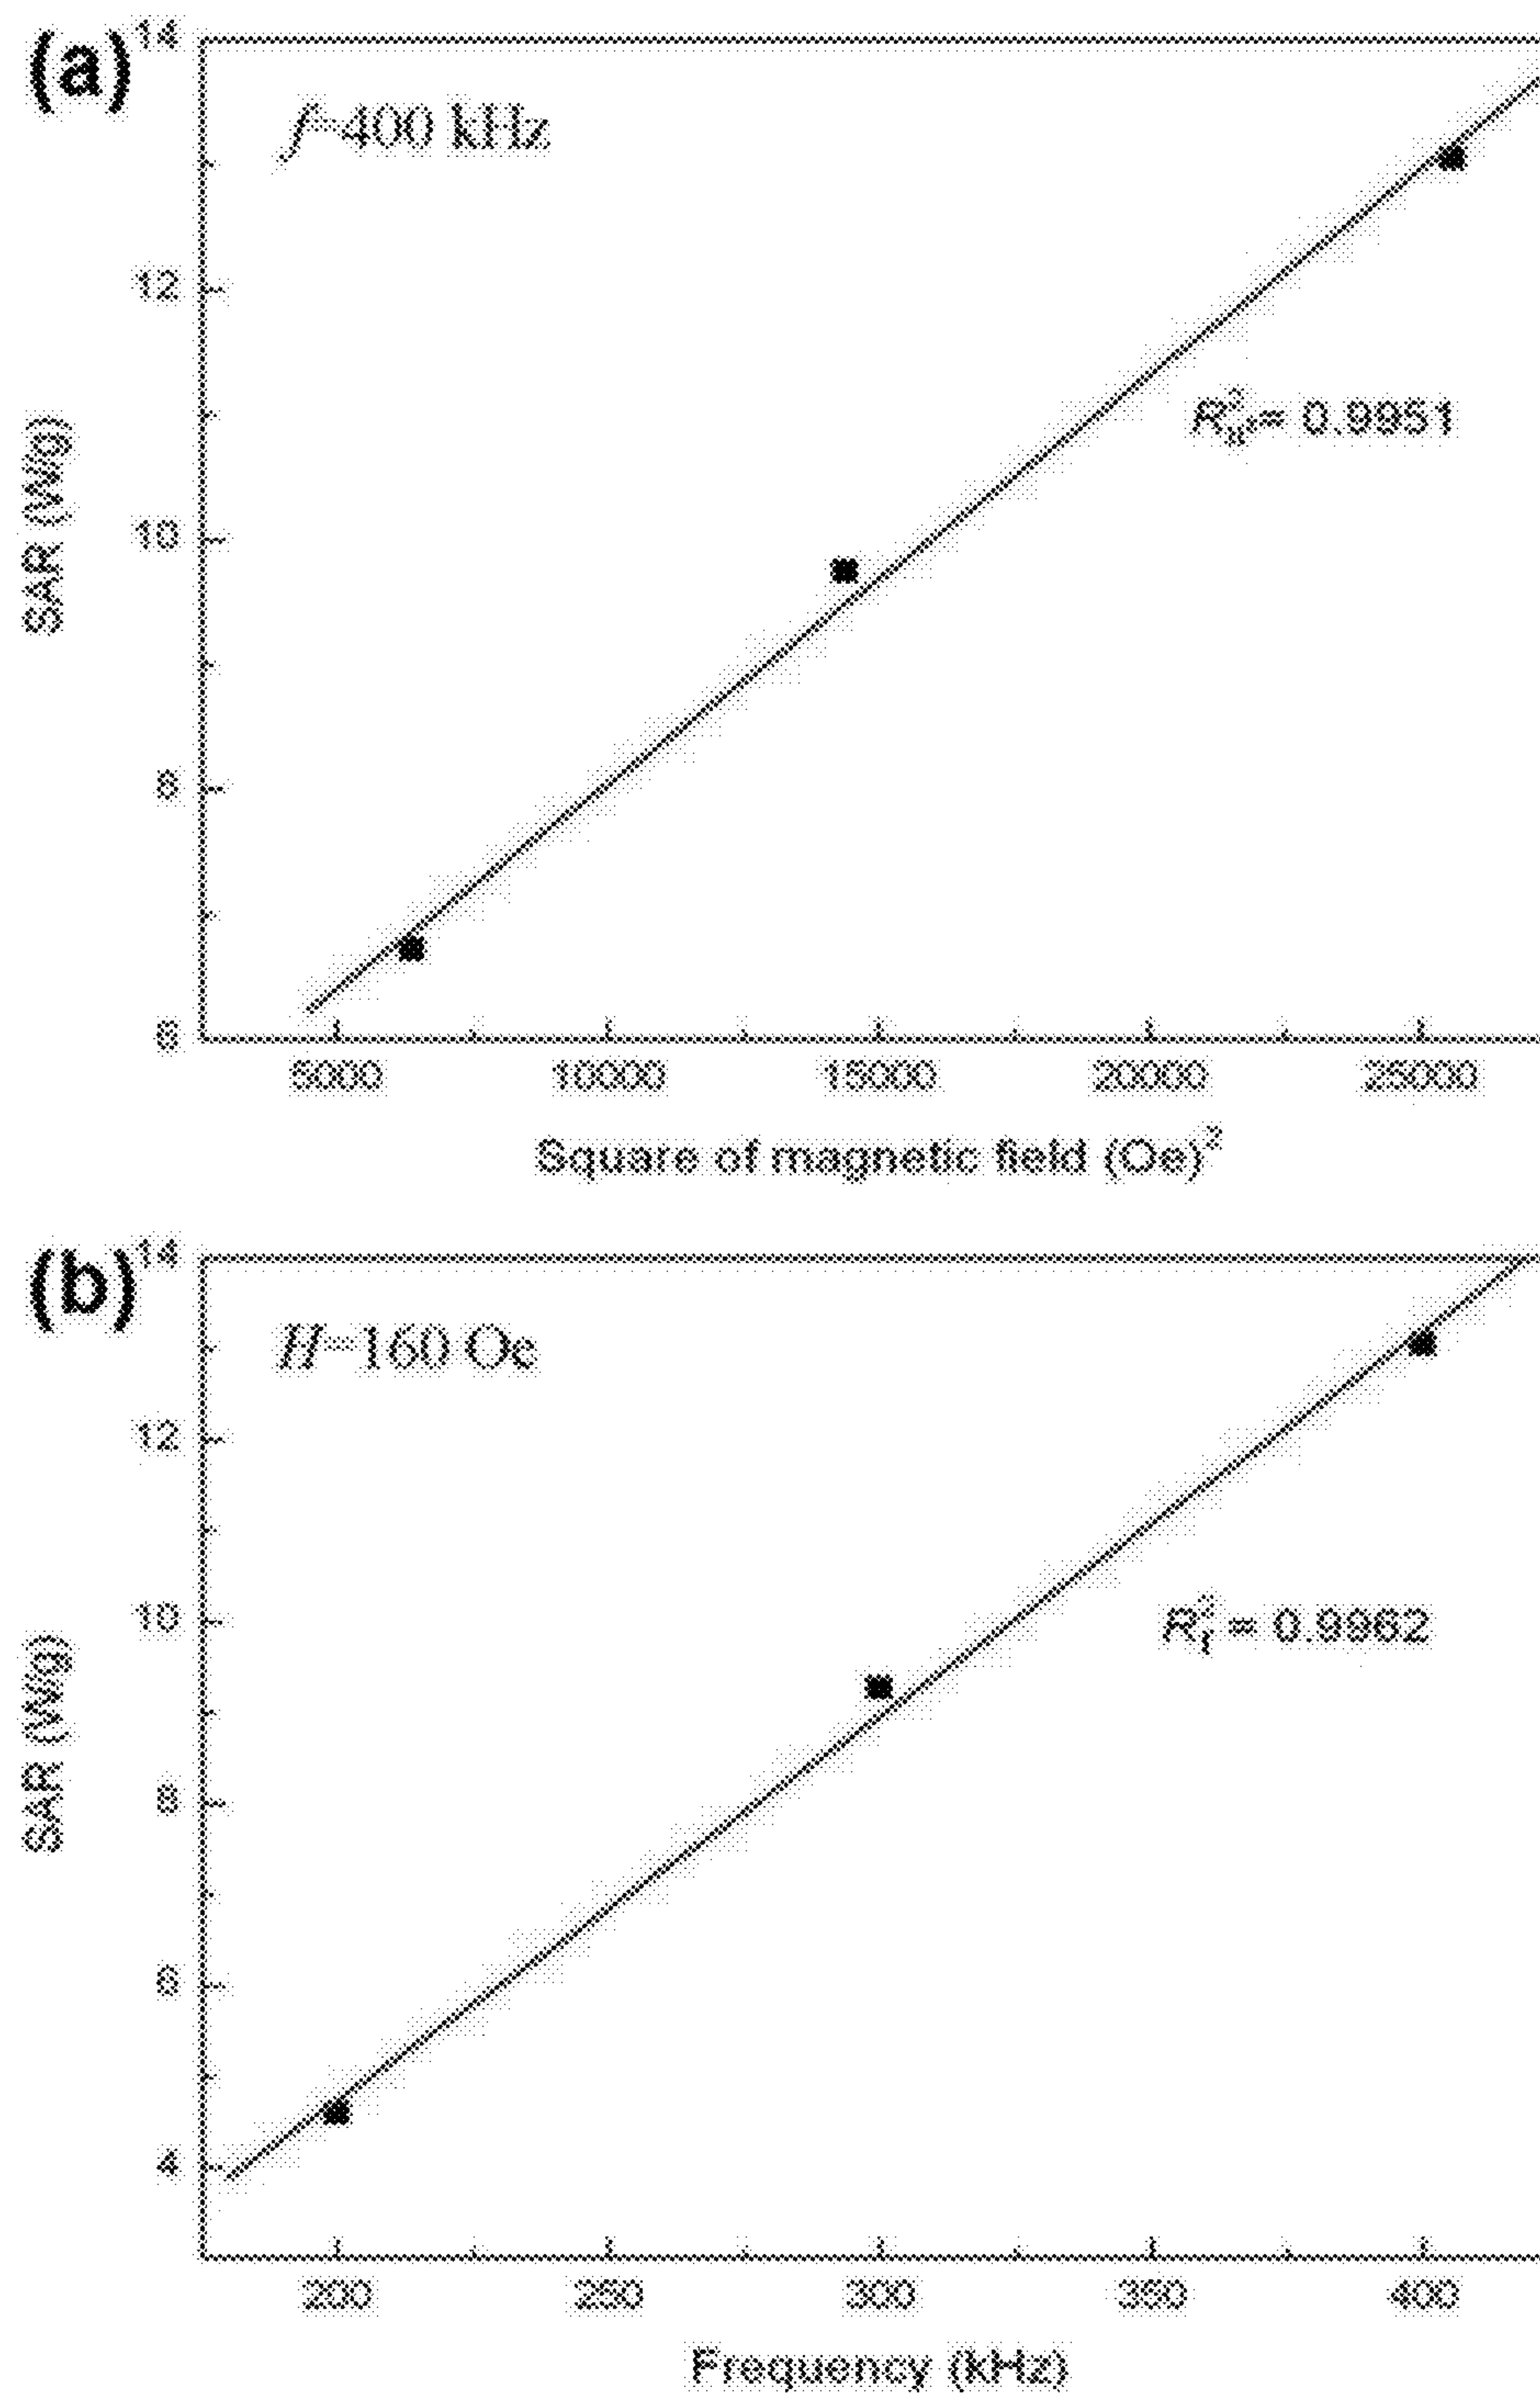 (a)
14
f=400 kHz
12
R²H²= 0.9951
SAR (W/g)
10
8
6
5000 10000 15000 20000 25000
Square of magnetic field (Oe)²
(b)
14
H=160 Oe
12
10
R²f = 0.9962
SAR (W/g)
8
6
4
200 250 300 350 400
Frequency (kHz)